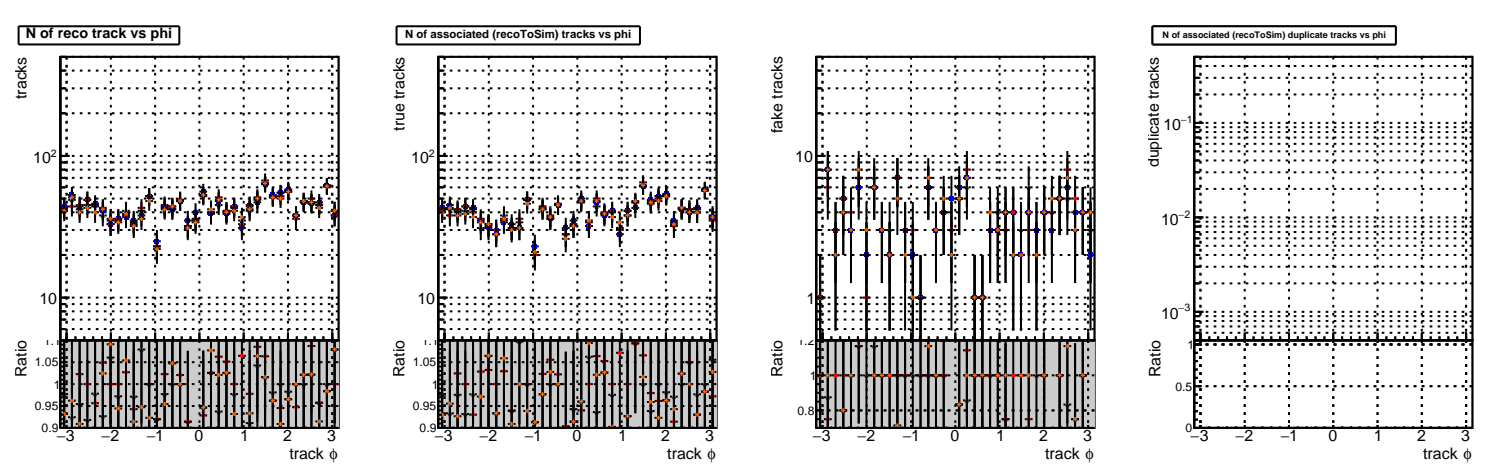 N of reco track vs phi
tracks
10²
10
Ratio
1.05
1
0.95
0.9
−3 −2 −1 0 1 2 3
track ϕ
N of associated (recoToSim) tracks vs phi
true tracks
10²
10
Ratio
1.05
1
0.95
0.9
−3 −2 −1 0 1 2 3
track ϕ
fake tracks
10
1
Ratio
1.2
1
0.8
−3 −2 −1 0 1 2 3
track ϕ
N of associated (recoToSim) duplicate tracks vs phi
duplicate tracks
10⁻¹
10⁻²
10⁻³
Ratio
1
0.5
0
−3 −2 −1 0 1 2 3
track ϕ